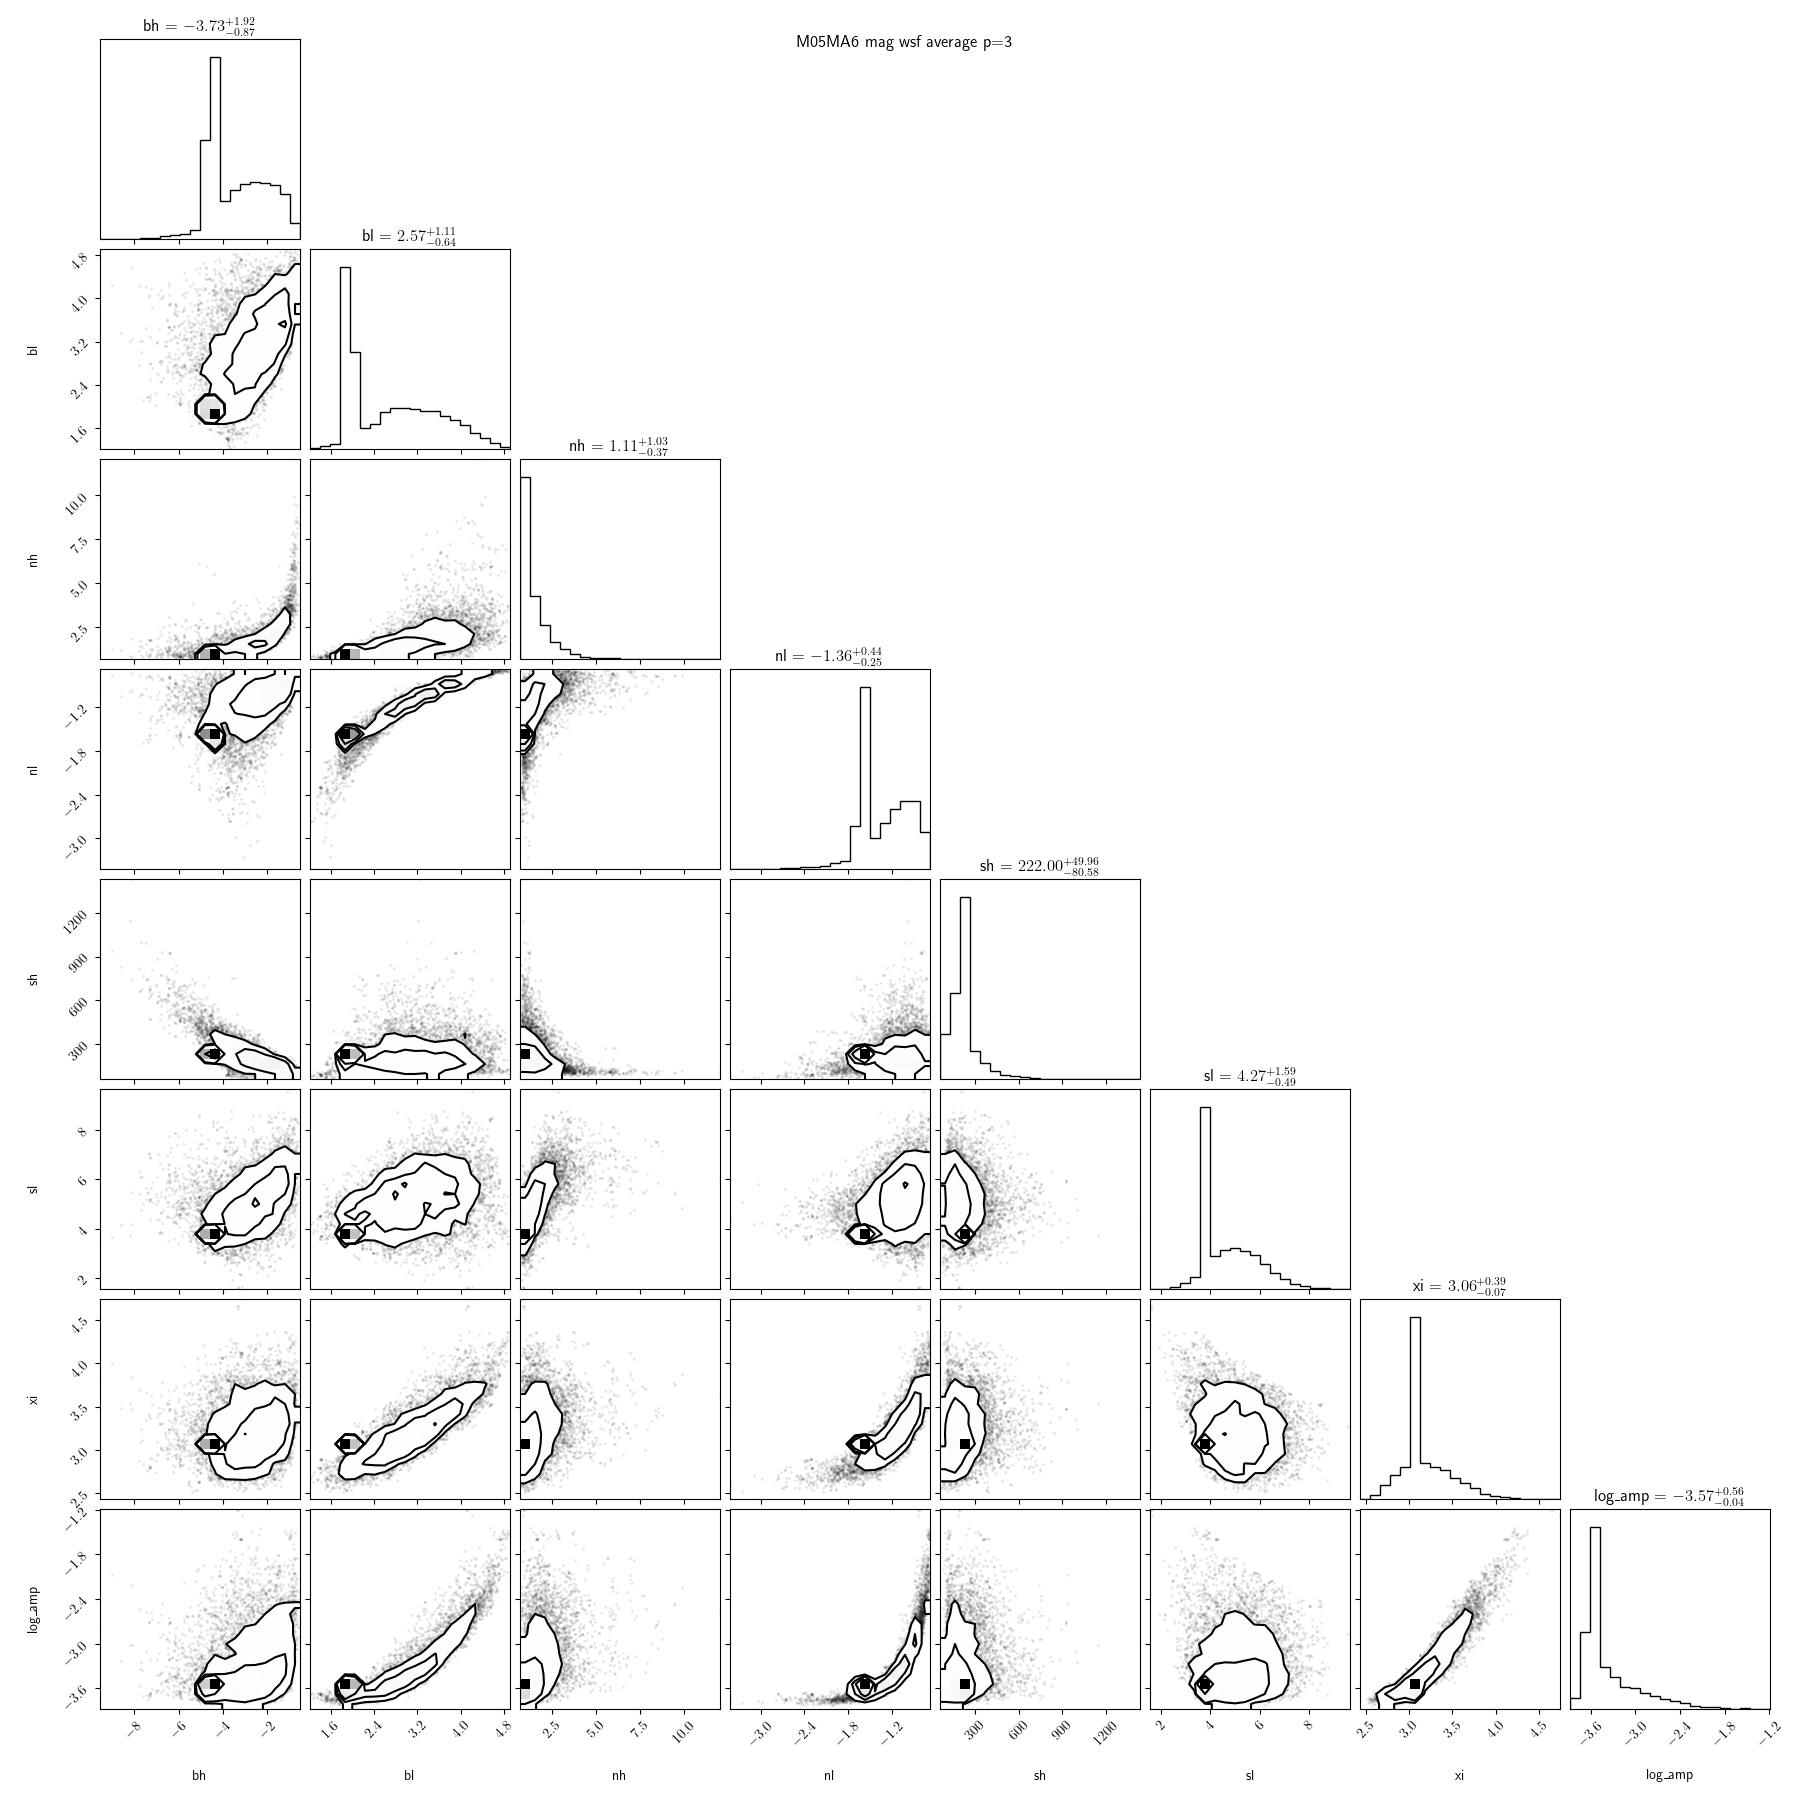 M05MA6 mag wsf average p=3
bh = −3.73+1.92−0.87
bl = 2.57+1.11−0.64
nh = 1.11+1.03−0.37
nl = −1.36+0.44−0.25
sh = 222.00+49.96−80.58
sl = 4.27+1.59−0.49
xi = 3.06+0.39−0.07
log_amp = −3.57+0.56−0.04
bl
4.8
4.0
3.2
2.4
1.6
nh
10.0
7.5
5.0
2.5
nl
−1.2
−1.8
−2.4
−3.0
sh
1200
900
600
300
sl
8
6
4
2
xi
4.5
4.0
3.5
3.0
2.5
log_amp
−1.2
−1.8
−2.4
−3.0
−3.6
−8 −6 −4 −2
1.6 2.4 3.2 4.0 4.8
2.5 5.0 7.5 10.0
−3.0 −2.4 −1.8 −1.2
300 600 900 1200
2 4 6 8
2.5 3.0 3.5 4.0 4.5
−3.6 −3.0 −2.4 −1.8 −1.2
bh bl nh nl sh sl xi log_amp